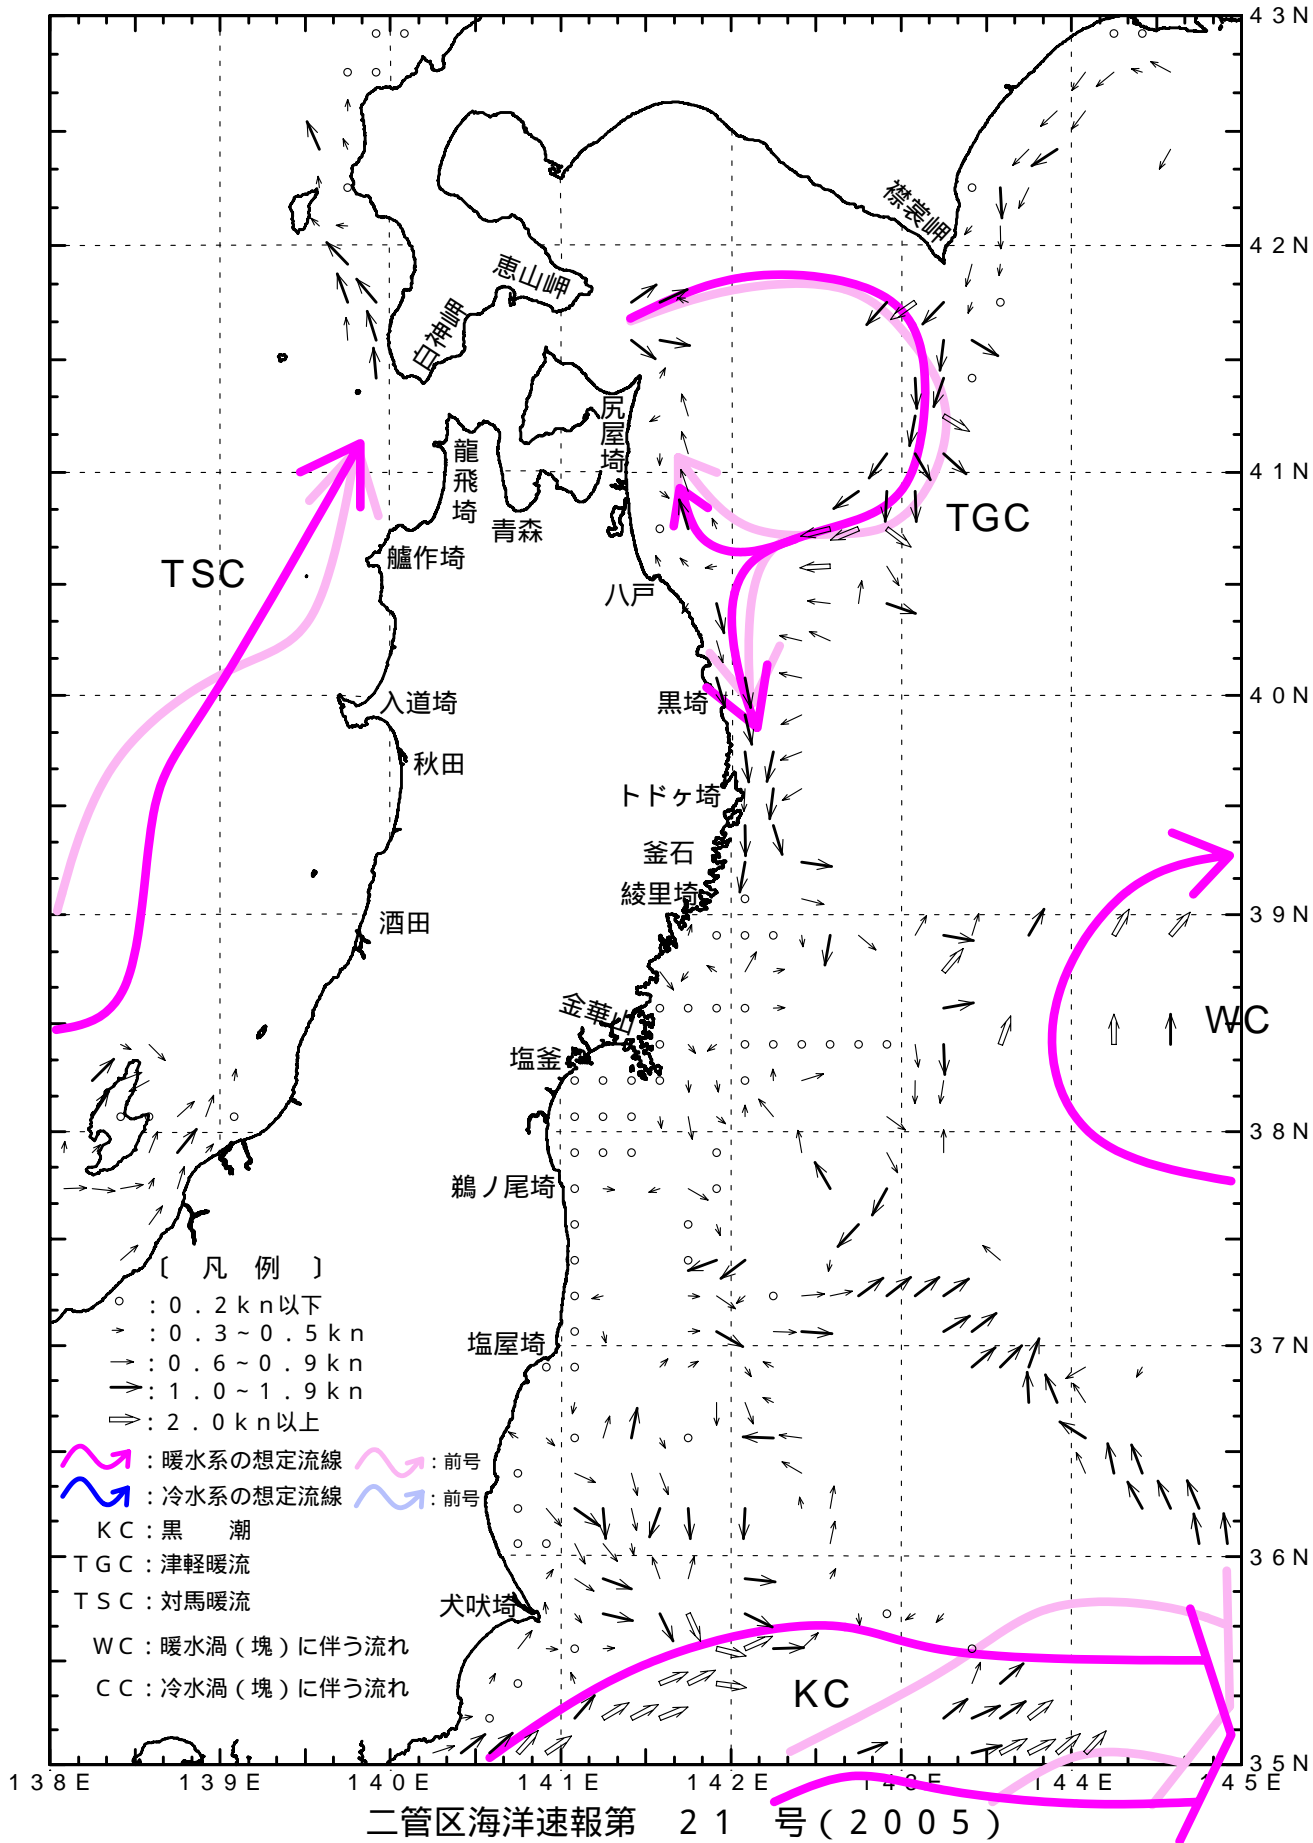 43N
襟裳岬
42N
恵山岬
白神岬
尻屋埼
龍飛埼
41N
TGC
青森
艫作埼
TSC
八戸
40N
入道埼
黒埼
秋田
トドヶ埼
釜石
綾里埼
39N
酒田
金華山
WC
塩釜
38N
鵜ノ尾埼
〔 凡 例 〕
:0.2kn以下
:0.3~0.5kn
塩屋埼
37N
:0.6~0.9kn
:1.0~1.9kn
:2.0kn以上
:暖水系の想定流線 :前号
:冷水系の想定流線 :前号
KC:黒 潮
36N
TGC:津軽暖流
TSC:対馬暖流
犬吠埼
WC:暖水渦(塊)に伴う流れ
CC:冷水渦(塊)に伴う流れ
KC
35N
138E 139E 140E 141E 142E 143E 144E 145E
二管区海洋速報第 21 号(2005)